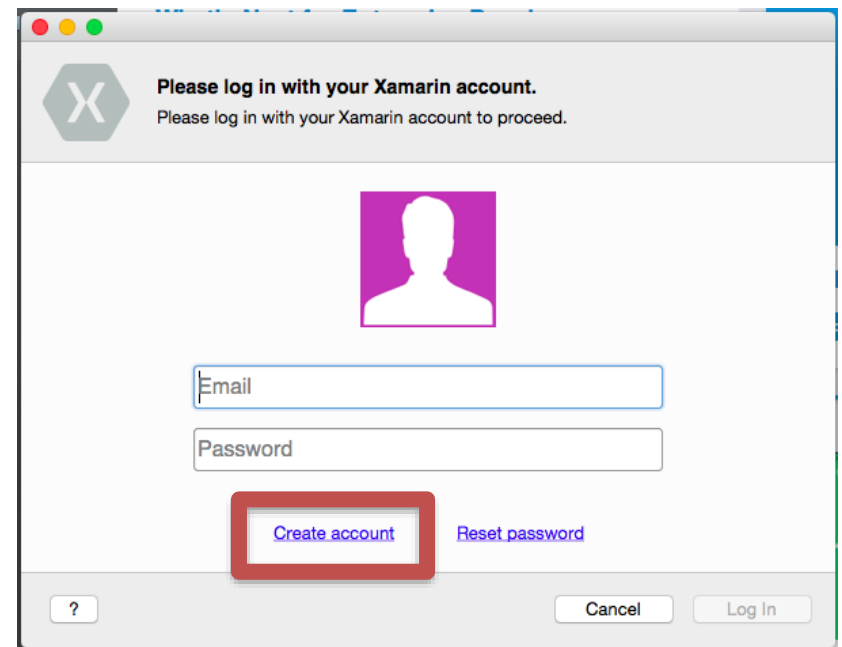 X
Please log in with your Xamarin account.
Please log in with your Xamarin account to proceed.
Email
Password
Create account
Reset password
?
Cancel
Log In